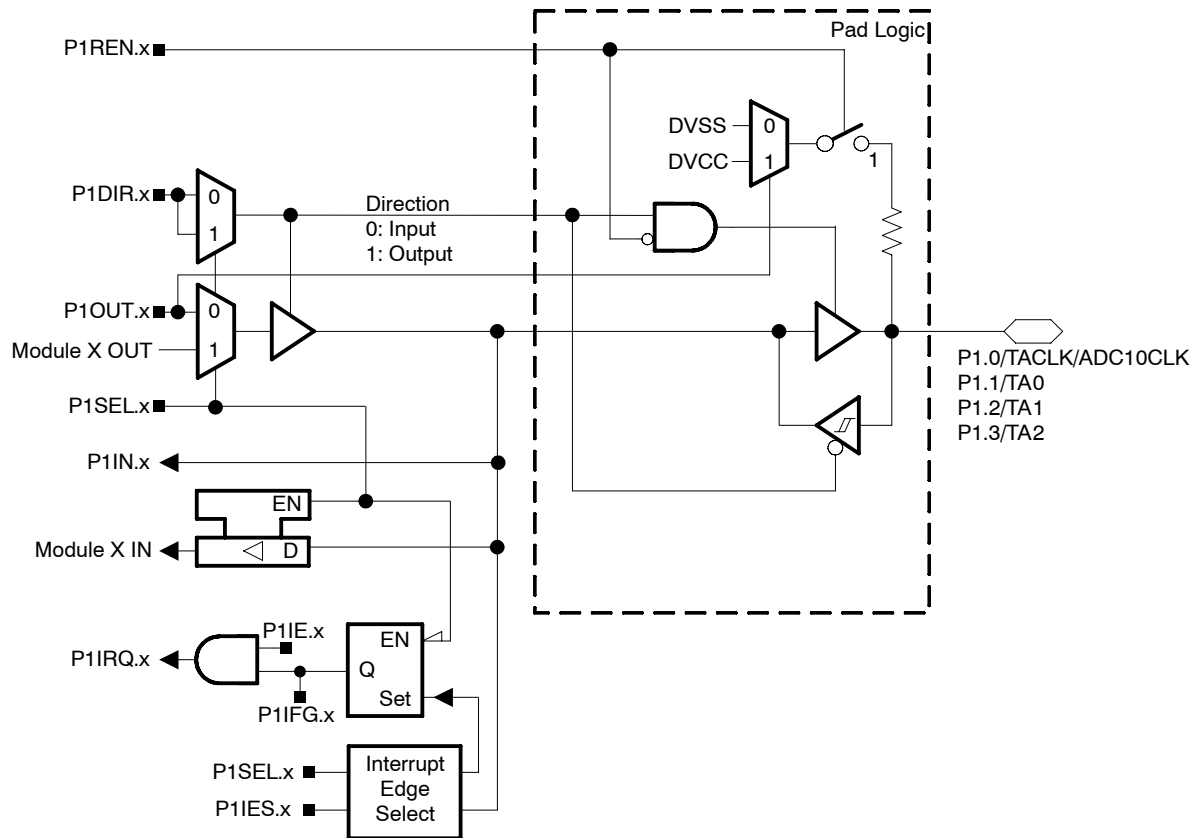 Pad Logic
P1REN.x
DVSS
0
DVCC
1
1
P1DIR.x
0
1
Direction
0: Input
1: Output
P1OUT.x
0
Module X OUT
1
P1.0/TACLK/ADC10CLK
P1.1/TA0
P1.2/TA1
P1.3/TA2
P1SEL.x
P1IN.x
EN
Module X IN
D
P1IE.x
P1IRQ.x
EN
Q
Set
P1IFG.x
P1SEL.x
P1IES.x
Interrupt
Edge
Select